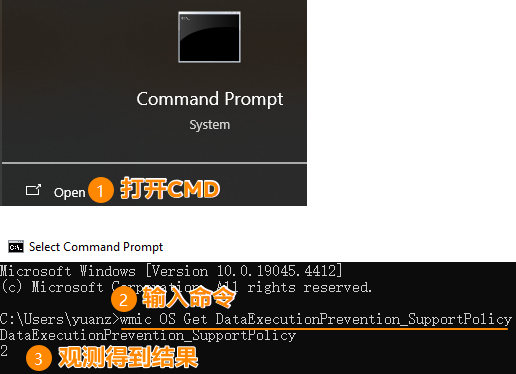 Command Prompt
System
Open
1 打开CMD
Select Command Prompt
Microsoft Windows [Version 10.0.19045.4412]
(c) Microsoft Corporation. All rights reserved.
2 输入命令
C:\Users\yuanz>wmic OS Get DataExecutionPrevention_SupportPolicy
DataExecutionPrevention_SupportPolicy
2
3 观测得到结果